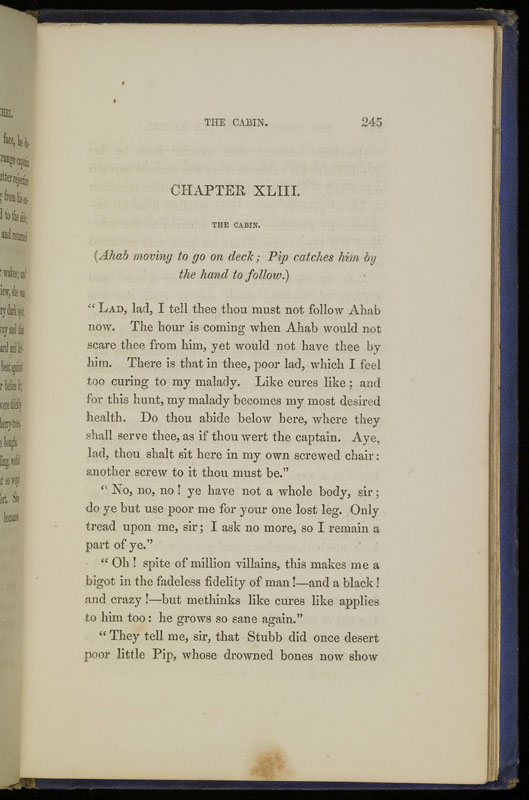 THE CABIN. 245
CHAPTER XLIII.
THE CABIN.
(Ahab moving to go on deck; Pip catches him by
the hand to follow.)
“ LAD, lad, I tell thee thou must not follow Ahab
now. The hour is coming when Ahab would not
scare thee from him, yet would not have thee by
him. There is that in thee, poor lad, which I feel
too curing to my malady. Like cures like; and
for this hunt, my malady becomes my most desired
health. Do thou abide below here, where they
shall serve thee, as if thou wert the captain. Aye,
lad, thou shalt sit here in my own screwed chair:
another screw to it thou must be.”
“ No, no, no! ye have not a whole body, sir;
do ye but use poor me for your one lost leg. Only
tread upon me, sir; I ask no more, so I remain a
part of ye.”
“ Oh! spite of million villains, this makes me a
bigot in the fadeless fidelity of man!—and a black!
and crazy!—but methinks like cures like applies
to him too: he grows so sane again.”
“ They tell me, sir, that Stubb did once desert
poor little Pip, whose drowned bones now show